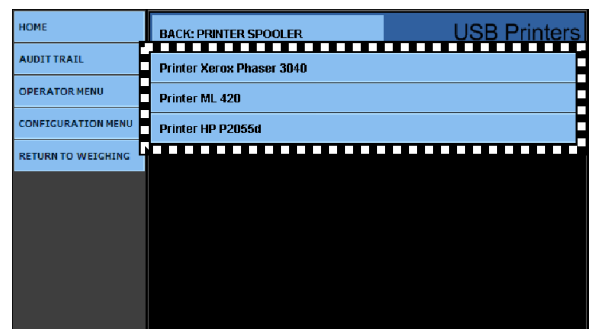 HOME
BACK: PRINTER SPOOLER
USB Printers
AUDIT TRAIL
Printer Xerox Phaser 3040
OPERATOR MENU
Printer ML 420
CONFIGURATION MENU
Printer HP P2055d
RETURN TO WEIGHING